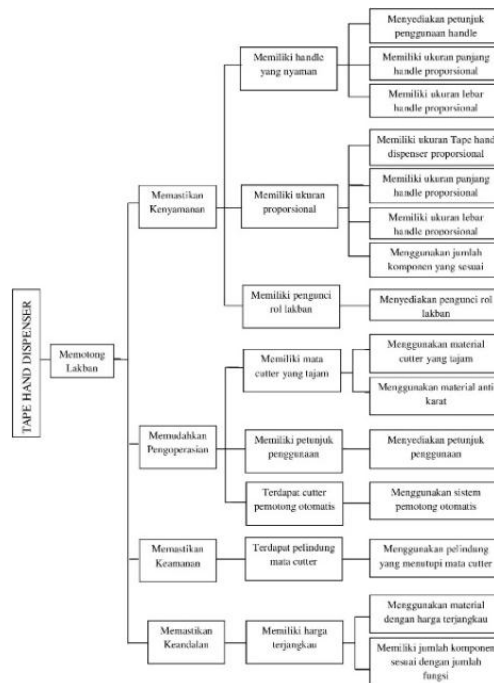 TAPE HAND DISPENSER
Memotong
Lakban
Memastikan
Kenyamanan
Memiliki handle
yang nyaman
Menyediakan petunjuk
penggunaan handle
Memiliki ukuran panjang
handle proporsional
Memiliki ukuran lebar
handle proporsional
Memiliki ukuran
proporsional
Memiliki ukuran Tape hand
dispenser proporsional
Memiliki ukuran panjang
handle proporsional
Memiliki ukuran lebar
handle proporsional
Menggunakan jumlah
komponen yang sesuai
Memiliki pengunci
rol lakban
Menyediakan pengunci rol
lakban
Memudahkan
Pengoperasian
Memiliki mata
cutter yang tajam
Menggunakan material
cutter yang tajam
Menggunakan material anti
karat
Memiliki petunjuk
penggunaan
Menyediakan petunjuk
penggunaan
Terdapat cutter
pemotong otomatis
Menggunakan sistem
pemotong otomatis
Memastikan
Keamanan
Terdapat pelindung
mata cutter
Menggunakan pelindung
yang menutupi mata cutter
Memastikan
Keandalan
Memiliki harga
terjangkau
Menggunakan material
dengan harga terjangkau
Memiliki jumlah komponen
sesuai dengan jumlah
fungsi